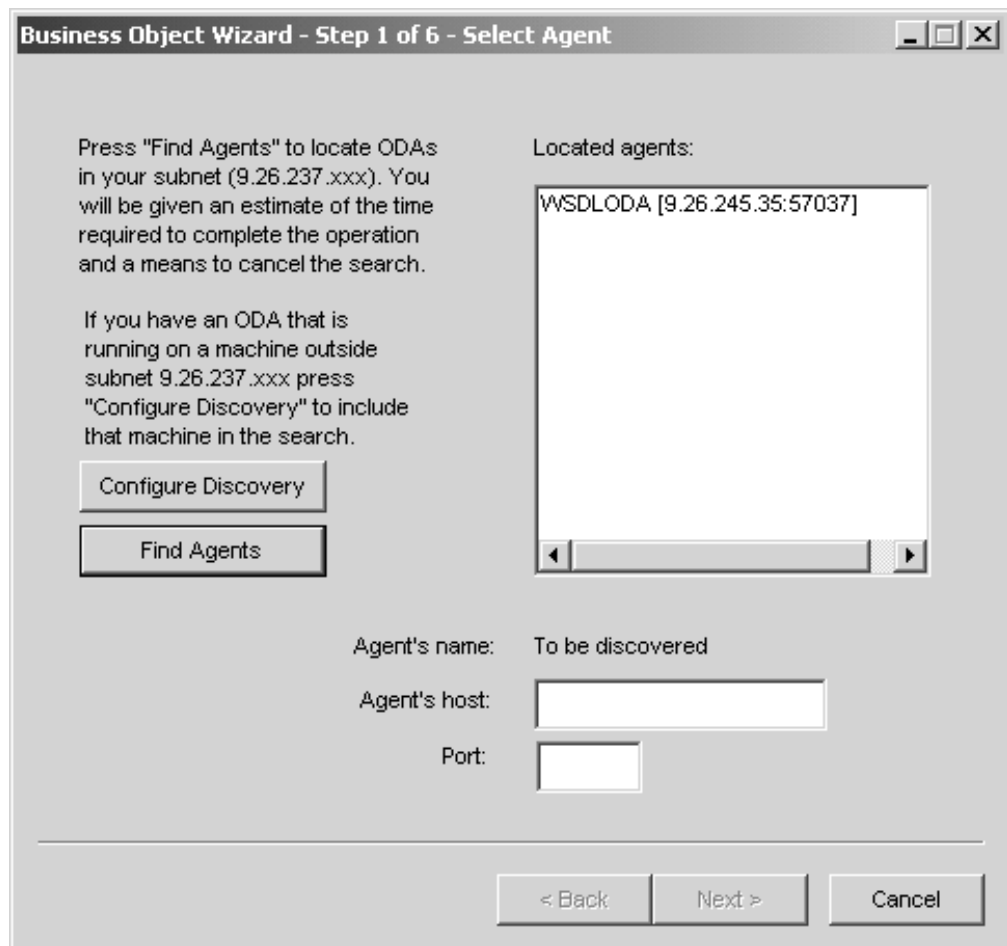 Business Object Wizard - Step 1 of 6 - Select Agent
Press "Find Agents" to locate ODAs
in your subnet (9.26.237.xxx). You
will be given an estimate of the time
required to complete the operation
and a means to cancel the search.
If you have an ODA that is
running on a machine outside
subnet 9.26.237.xxx press
"Configure Discovery" to include
that machine in the search.
Configure Discovery
Find Agents
Located agents:
WSDLODA [9.26.245.35:57037]
Agent's name: To be discovered
Agent's host:
Port:
< Back
Next >
Cancel